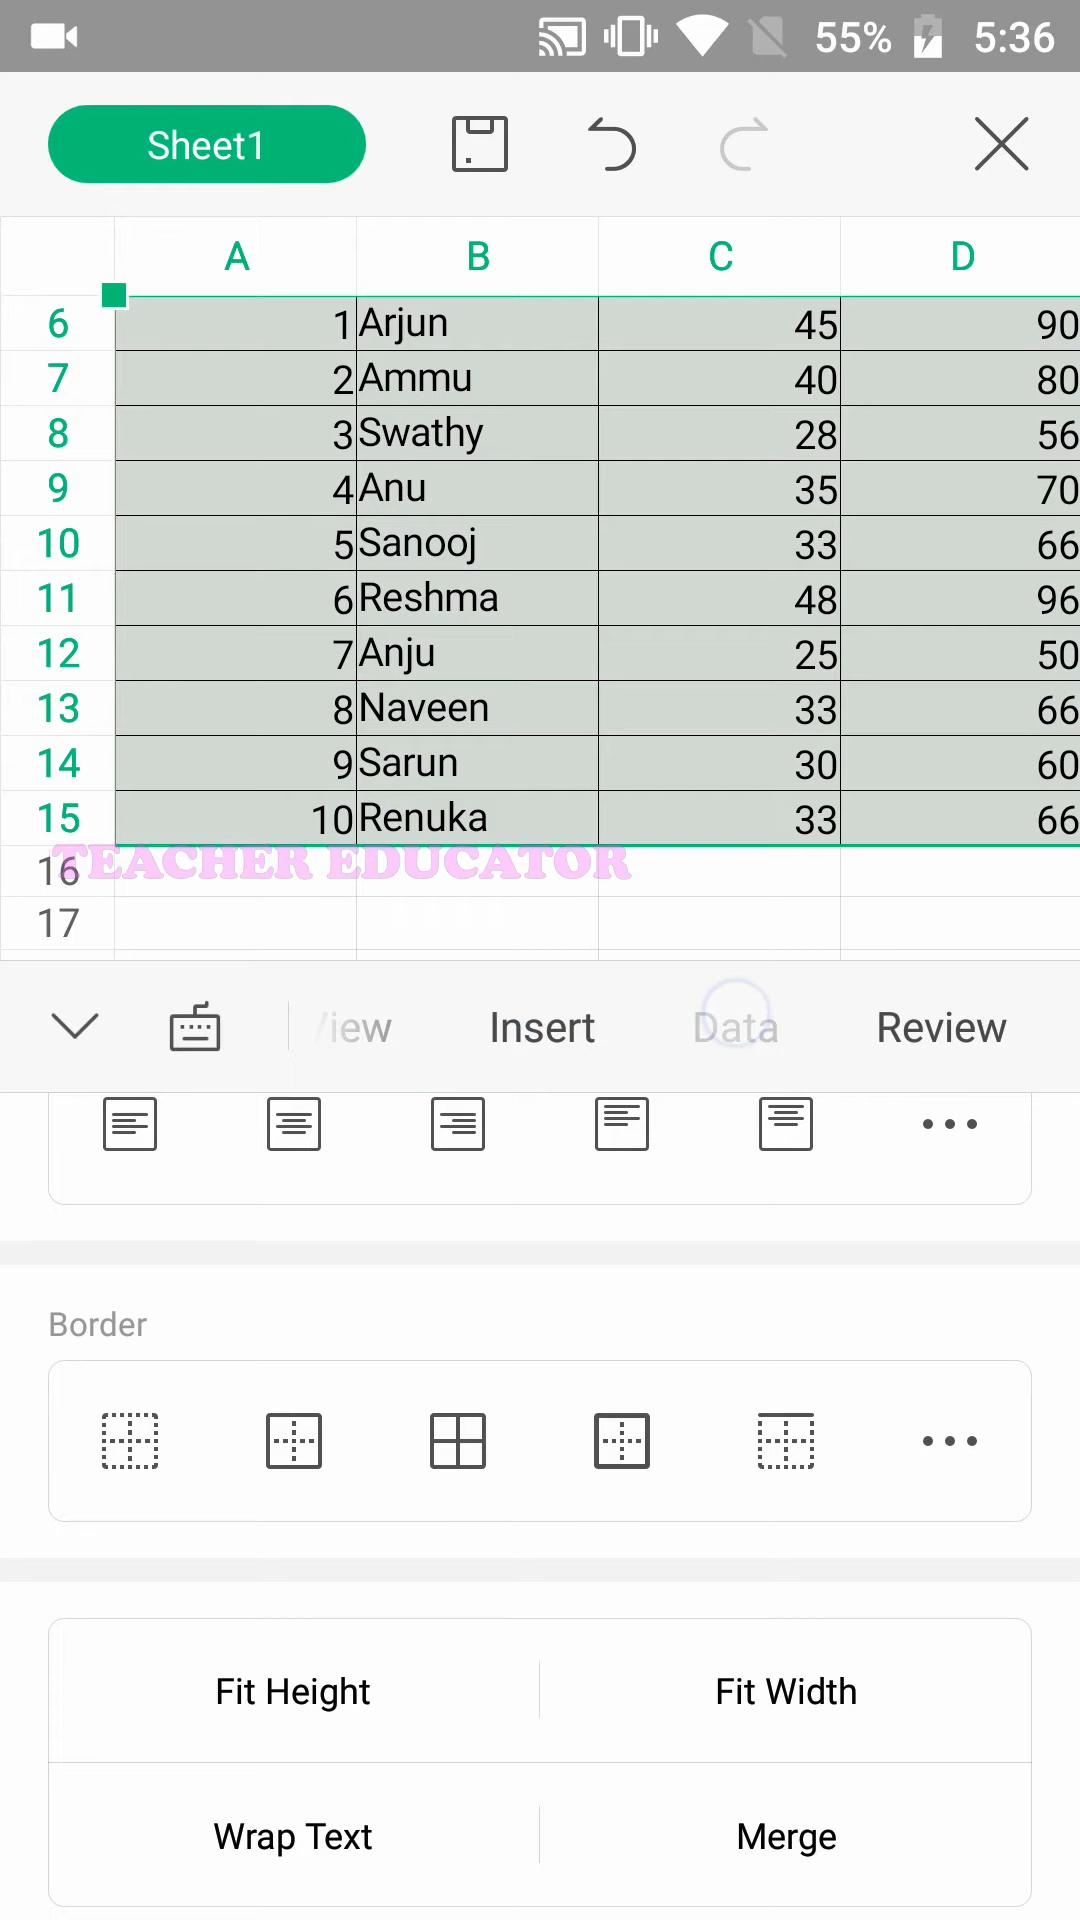 55% 5:36
Sheet1
A B C D
6 1 Arjun 45 90
7 2 Ammu 40 80
8 3 Swathy 28 56
9 4 Anu 35 70
10 5 Sanooj 33 66
11 6 Reshma 48 96
12 7 Anju 25 50
13 8 Naveen 33 66
14 9 Sarun 30 60
15 10 Renuka 33 66
16 TEACHER EDUCATOR
17
iew Insert Data Review
Border
Fit Height Fit Width
Wrap Text Merge